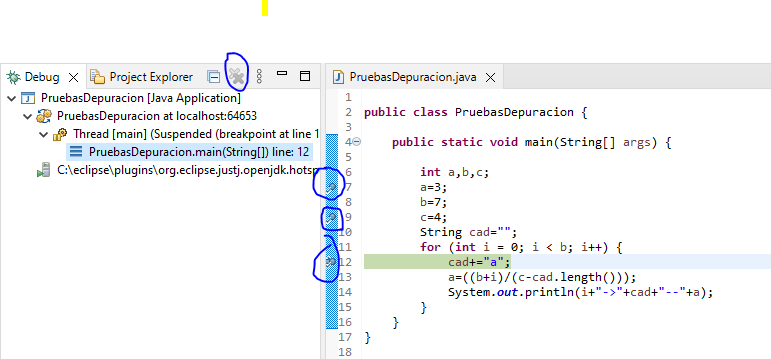 Debug
Project Explorer
PruebasDepuracion [Java Application]
PruebasDepuracion at localhost:64653
Thread [main] (Suspended (breakpoint at line 1
PruebasDepuracion.main(String[]) line: 12
C:\eclipse\plugins\org.eclipse.justj.openjdk.hotsp
PruebasDepuracion.java
1
2 public class PruebasDepuracion {
3
4 public static void main(String[] args) {
5
6 int a,b,c;
7 a=3;
8 b=7;
9 c=4;
10 String cad="";
11 for (int i = 0; i < b; i++) {
12 cad+="a";
13 a=((b+i)/(c-cad.length()));
14 System.out.println(i+"->"+cad+"--"+a);
15 }
16 }
17 }
18